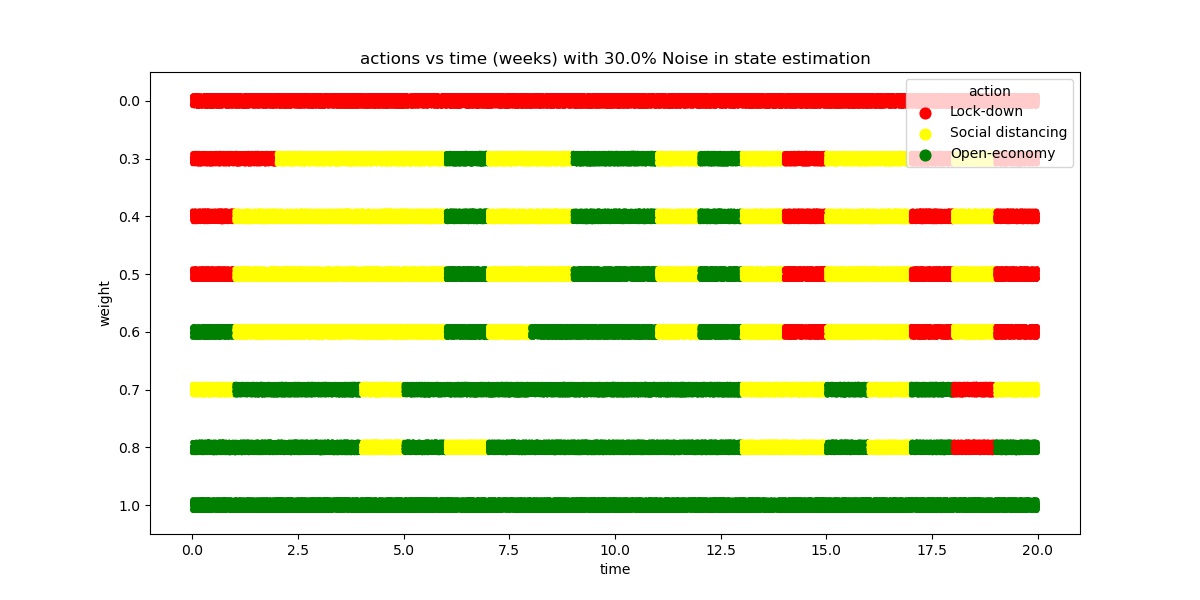 actions vs time (weeks) with 30.0% Noise in state estimation
action
Lock-down
Social distancing
Open-economy
weight
0.0
0.3
0.4
0.5
0.6
0.7
0.8
1.0
0.0 2.5 5.0 7.5 10.0 12.5 15.0 17.5 20.0
time